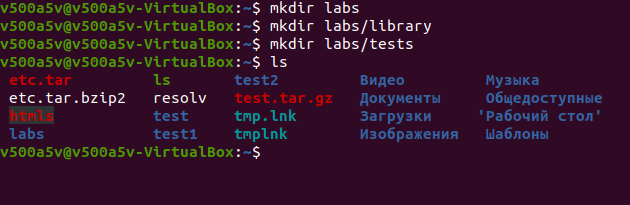 v500a5v@v500a5v-VirtualBox:~$ mkdir labs
v500a5v@v500a5v-VirtualBox:~$ mkdir labs/library
v500a5v@v500a5v-VirtualBox:~$ mkdir labs/tests
v500a5v@v500a5v-VirtualBox:~$ ls
etc.tar ls test2 Видео Музыка
etc.tar.bzip2 resolv test.tar.gz Документы Общедоступные
htmls test tmp.lnk Загрузки 'Рабочий стол'
labs test1 tmplnk Изображения Шаблоны
v500a5v@v500a5v-VirtualBox:~$